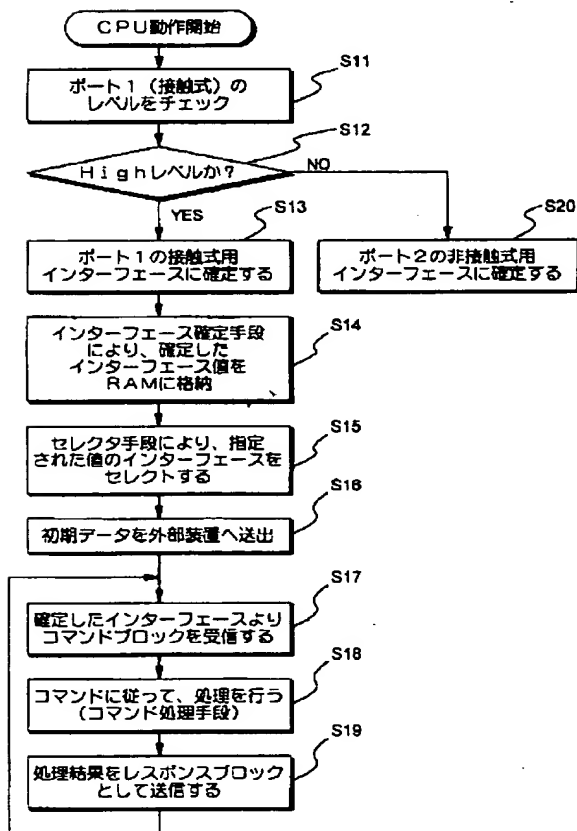 CPU動作開始
S11
ポート1（接触式）の
レベルをチェック
S12
Highレベルか？
NO
YES
S13
ポート1の接触式用
インターフェースに確定する
S20
ポート2の非接触式用
インターフェースに確定する
S14
インターフェース確定手段
により、確定した
インターフェース値を
RAMに格納
S15
セレクタ手段により、指定
された値のインターフェースを
セレクトする
S16
初期データを外部装置へ送出
S17
確定したインターフェースより
コマンドブロックを受信する
S18
コマンドに従って、処理を行う
（コマンド処理手段）
S19
処理結果をレスポンスブロック
として送信する